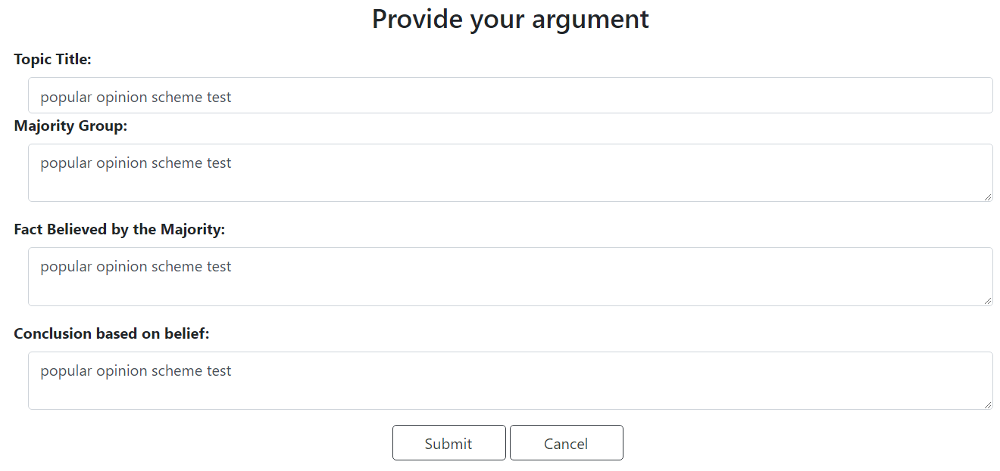 Provide your argument
Topic Title:
popular opinion scheme test
Majority Group:
popular opinion scheme test
Fact Believed by the Majority:
popular opinion scheme test
Conclusion based on belief:
popular opinion scheme test
Submit
Cancel